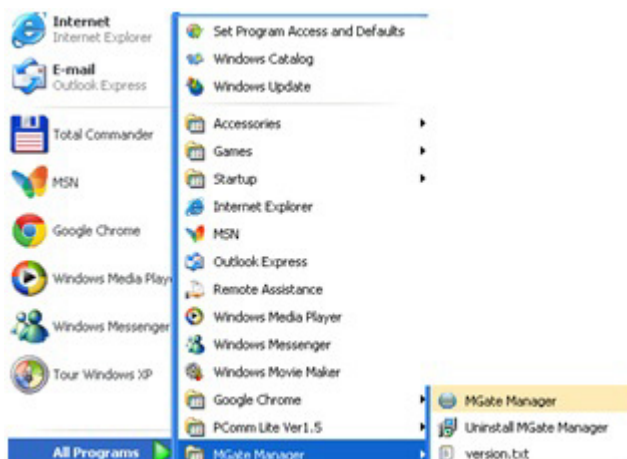 Internet
Internet Explorer
E-mail
Outlook Express
Total Commander
MSN
Google Chrome
Windows Media Play
Windows Messenger
Tour Windows XP
All Programs
Set Program Access and Defaults
Windows Catalog
Windows Update
Accessories
Games
Startup
Internet Explorer
MSN
Outlook Express
Remote Assistance
Windows Media Player
Windows Messenger
Windows Movie Maker
Google Chrome
PComm Lite Ver1.5
MGate Manager
MGate Manager
Uninstall MGate Manager
version.txt